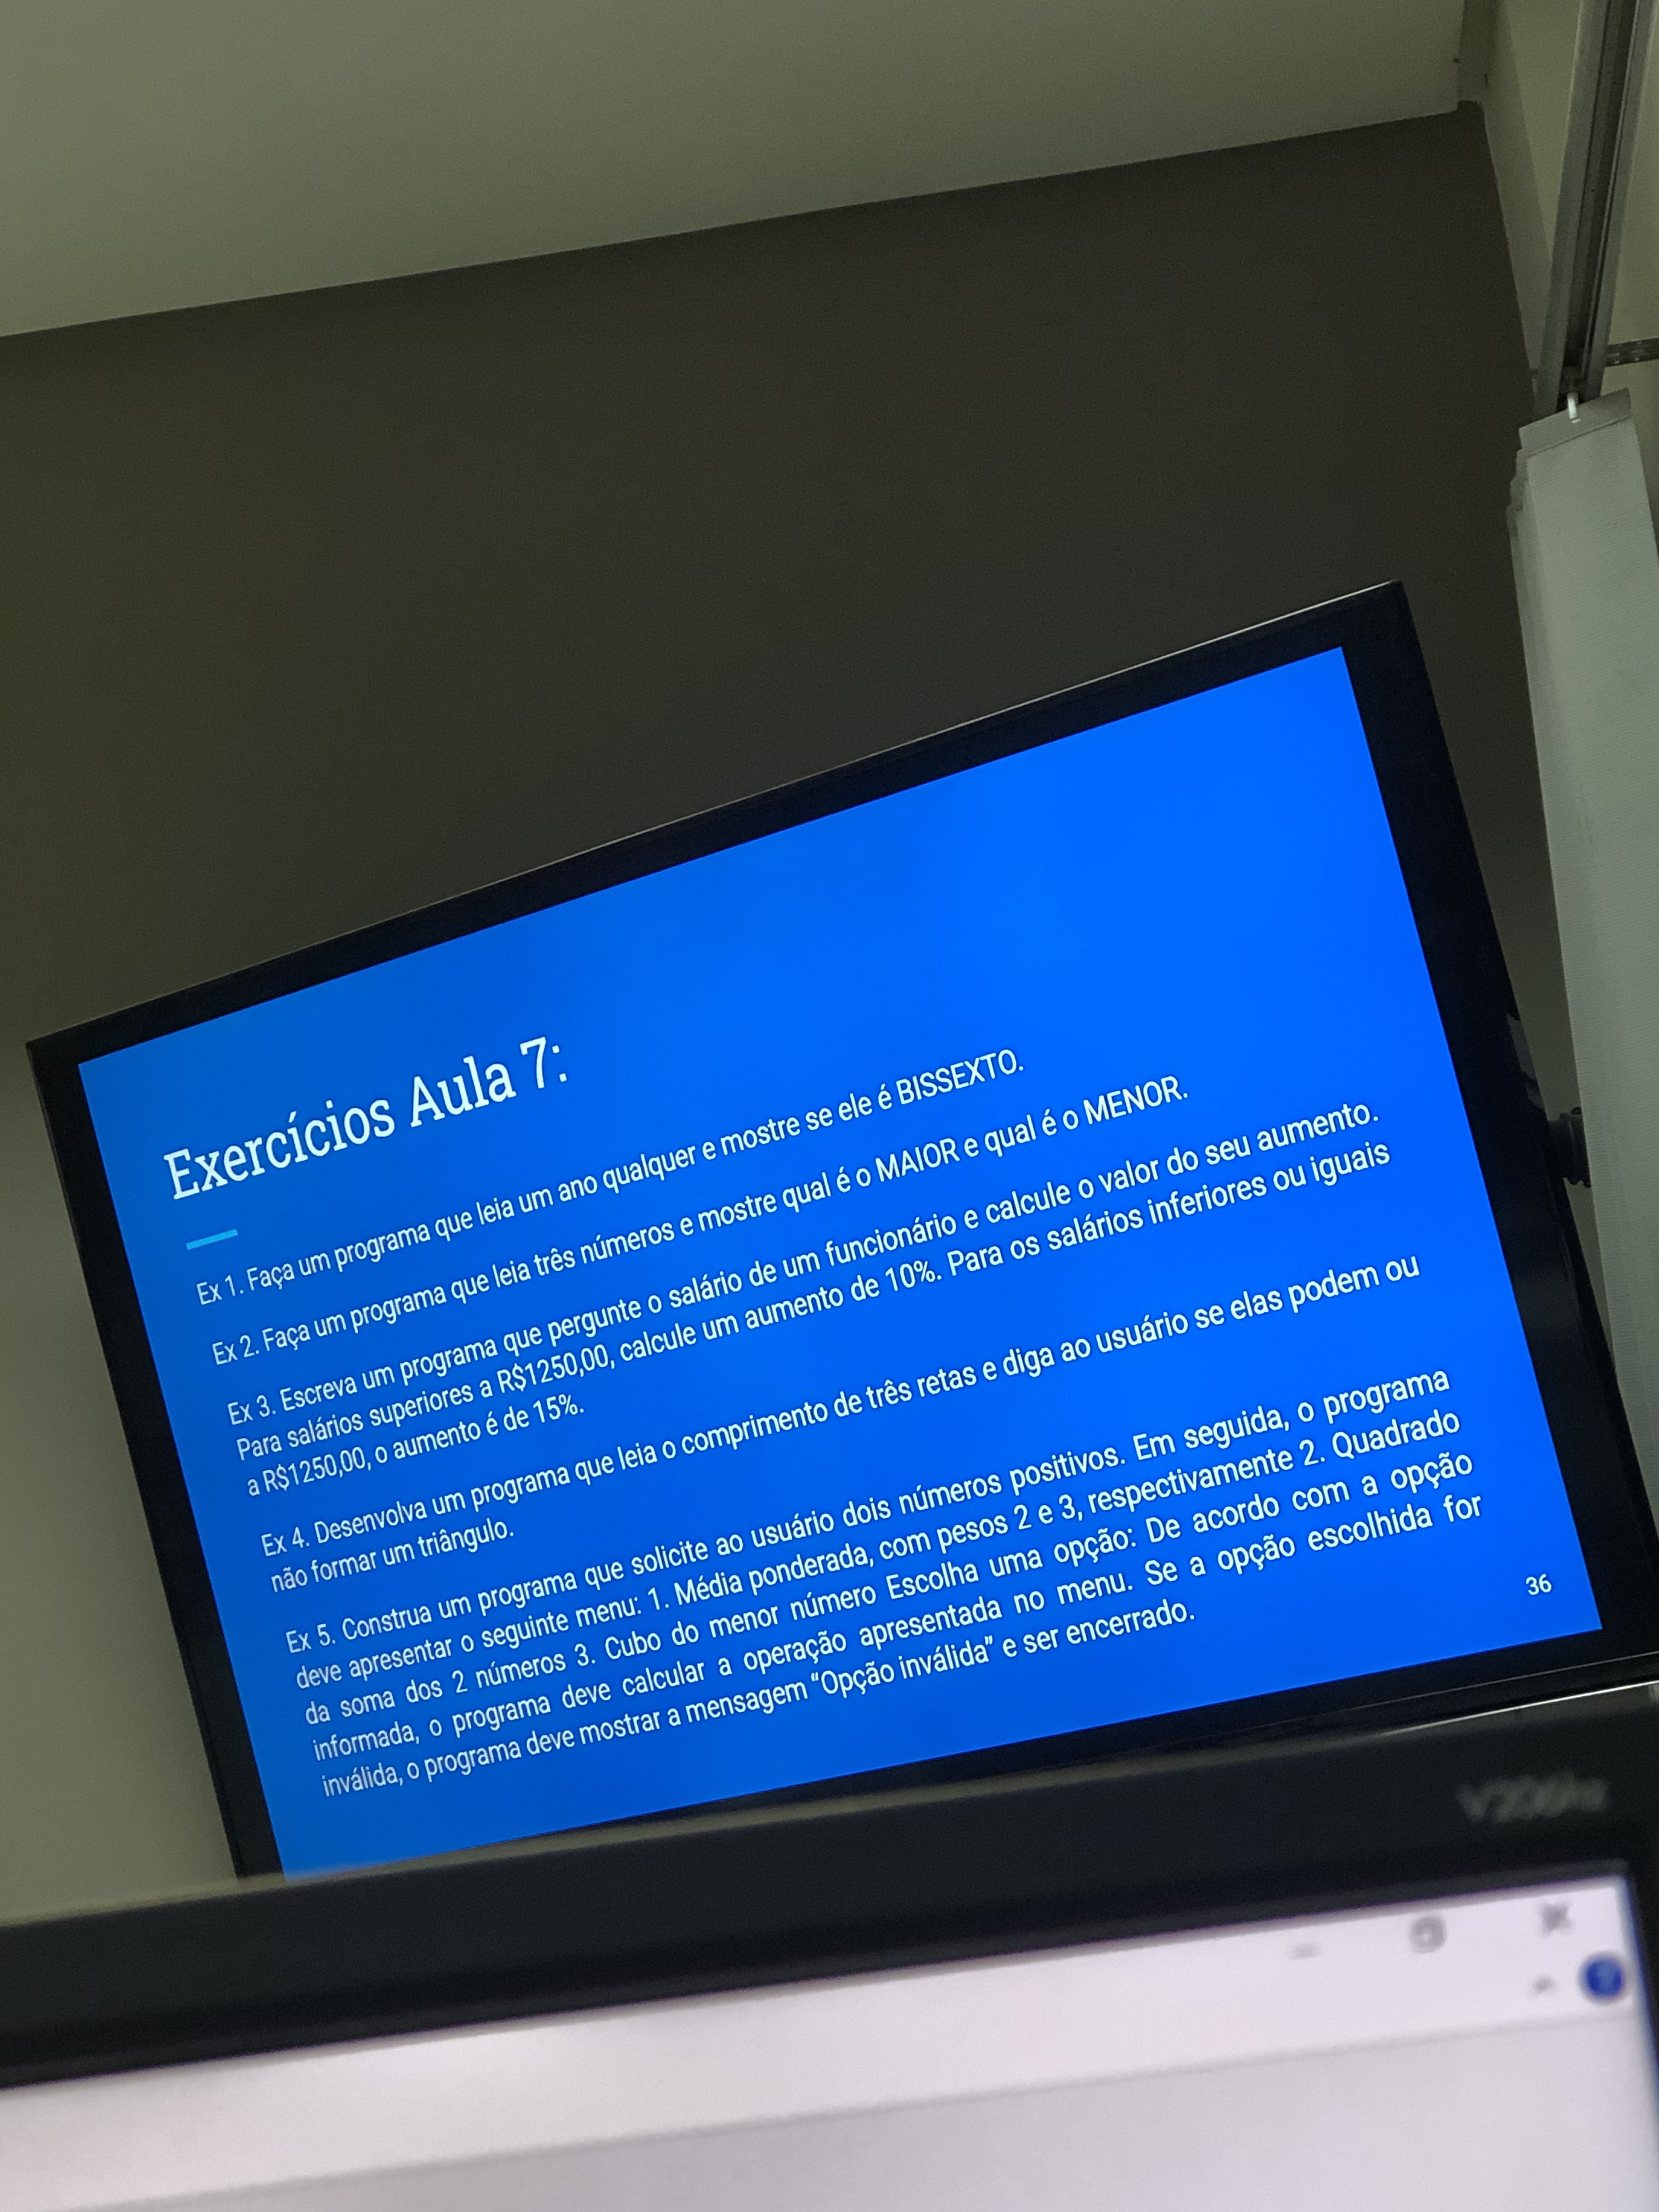 Exercícios Aula 7:
Ex 1. Faça um programa que leia um ano qualquer e mostre se ele é BISSEXTO.
Ex 2. Faça um programa que leia três números e mostre qual é o MAIOR e qual é o MENOR.
Ex 3. Escreva um programa que pergunte o salário de um funcionário e calcule o valor do seu aumento.
Para salários superiores a R$1250,00, calcule um aumento de 10%. Para os salários inferiores ou iguais
a R$1250,00, o aumento é de 15%.
Ex 4. Desenvolva um programa que leia o comprimento de três retas e diga ao usuário se elas podem ou
não formar um triângulo.
Ex 5. Construa um programa que solicite ao usuário dois números positivos. Em seguida, o programa
deve apresentar o seguinte menu: 1. Média ponderada, com pesos 2 e 3, respectivamente 2. Quadrado
da soma dos 2 números 3. Cubo do menor número Escolha uma opção: De acordo com a opção
informada, o programa deve calcular a operação apresentada no menu. Se a opção escolhida for
inválida, o programa deve mostrar a mensagem “Opção inválida” e ser encerrado.
36